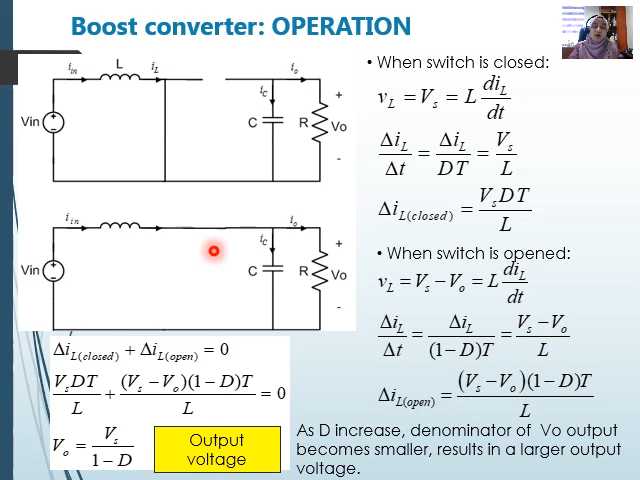 Boost converter: OPERATION
i_in L i_L i_o
i_C +
Vin C R Vo
-
i_in i_o
i_C +
Vin C R Vo
-
Δi_L(closed) + Δi_L(open) = 0
V_sDT/L + (V_s − V_o)(1 − D)T/L = 0
V_o = V_s/1 − D
Output
voltage
• When switch is closed:
v_L = V_s = L di_L/dt
Δi_L/Δt = Δi_L/DT = V_s/L
Δi_L(closed) = V_sDT/L
• When switch is opened:
v_L = V_s − V_o = L di_L/dt
Δi_L/Δt = Δi_L/(1 − D)T = V_s − V_o/L
Δi_L(open) = (V_s − V_o)(1 − D)T/L
As D increase, denominator of Vo output
becomes smaller, results in a larger output
voltage.